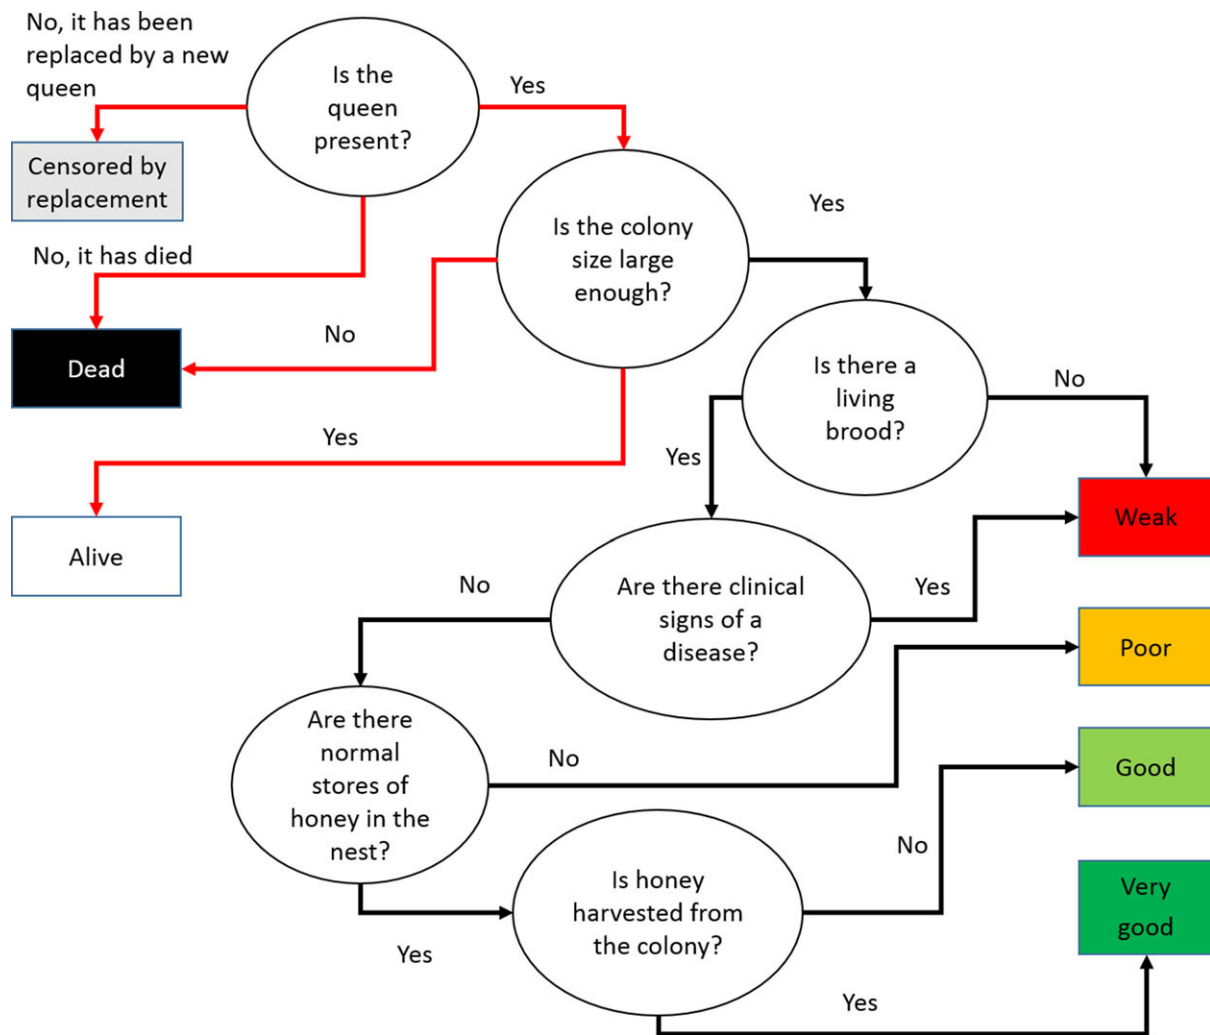 No, it has been
replaced by a new
queen
Is the
queen
present?
Yes
Censored by
replacement
Is the colony
size large
enough?
Yes
No, it has died
No
Dead
Is there a
living
brood?
No
Yes
Yes
Weak
Alive
No
Are there clinical
signs of a
disease?
Yes
Poor
Are there
normal
stores of
honey in the
nest?
No
Good
No
Is honey
harvested from
the colony?
Very
good
Yes
Yes